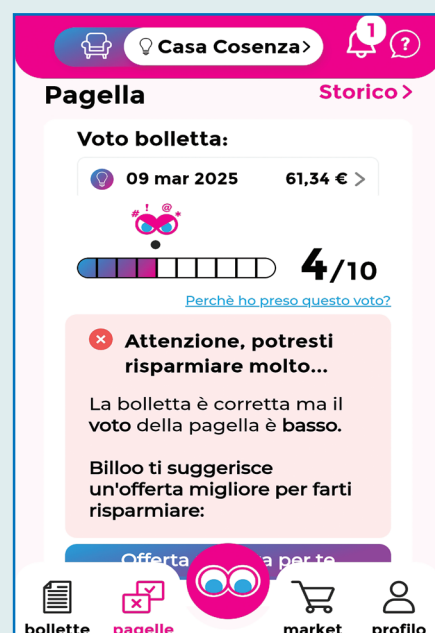 Casa Cosenza>
1
?
Pagella
Storico >
Voto bolletta:
09 mar 2025 61,34 € >
# ! @ *
4/10
Perchè ho preso questo voto?
Attenzione, potresti
risparmiare molto...
La bolletta è corretta ma il
voto della pagella è basso.
Billoo ti suggerisce
un'offerta migliore per farti
risparmiare:
Offerta a per te
bollette pagelle market profilo